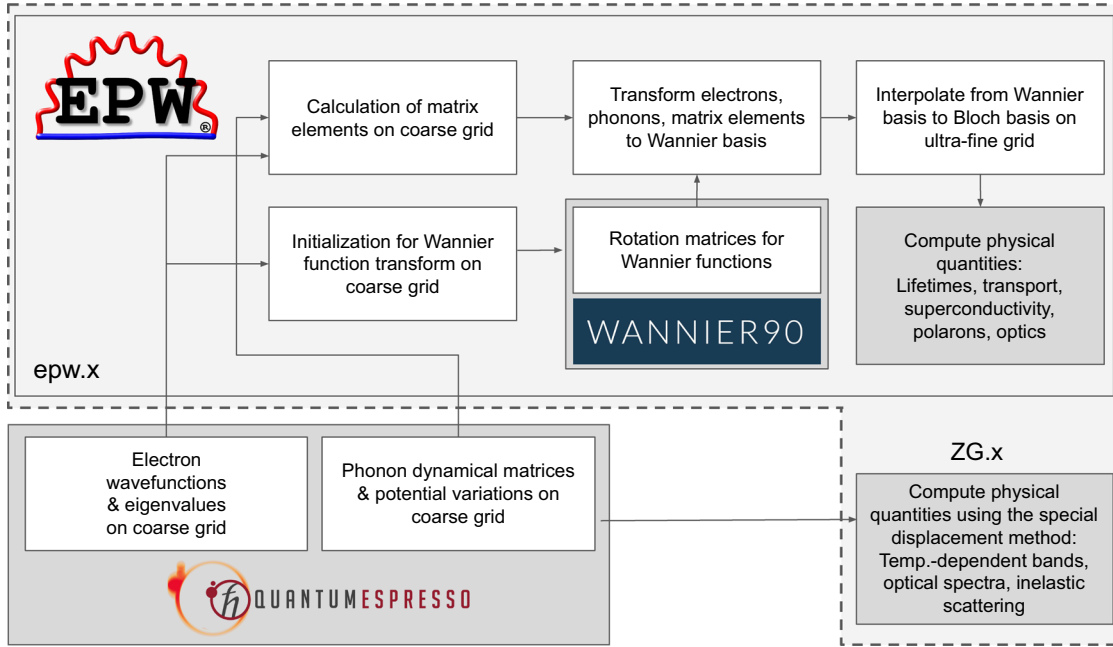 EPW
®
Calculation of matrix
elements on coarse grid
Transform electrons,
phonons, matrix elements
to Wannier basis
Interpolate from Wannier
basis to Bloch basis on
ultra-fine grid
Initialization for Wannier
function transform on
coarse grid
Rotation matrices for
Wannier functions
WANNIER90
Compute physical
quantities:
Lifetimes, transport,
superconductivity,
polarons, optics
epw.x
Electron
wavefunctions
& eigenvalues
on coarse grid
Phonon dynamical matrices
& potential variations on
coarse grid
ħ QUANTUMESPRESSO
ZG.x
Compute physical
quantities using the special
displacement method:
Temp.-dependent bands,
optical spectra, inelastic
scattering